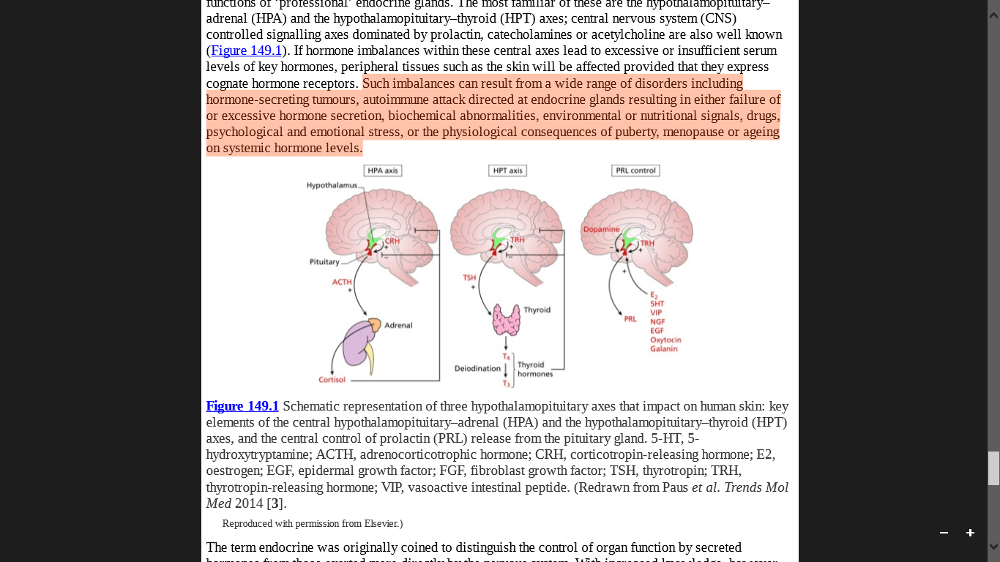 functions of ‘professional’ endocrine glands. The most familiar of these are the hypothalamopituitary–
adrenal (HPA) and the hypothalamopituitary–thyroid (HPT) axes; central nervous system (CNS)
controlled signalling axes dominated by prolactin, catecholamines or acetylcholine are also well known
(Figure 149.1). If hormone imbalances within these central axes lead to excessive or insufficient serum
levels of key hormones, peripheral tissues such as the skin will be affected provided that they express
cognate hormone receptors. Such imbalances can result from a wide range of disorders including
hormone-secreting tumours, autoimmune attack directed at endocrine glands resulting in either failure of
or excessive hormone secretion, biochemical abnormalities, environmental or nutritional signals, drugs,
psychological and emotional stress, or the physiological consequences of puberty, menopause or ageing
on systemic hormone levels.
HPA axis
Hypothalamus
CRH
+
–
Pituitary
ACTH
+
Adrenal
Cortisol
HPT axis
TRH
+
–
TSH
+
Thyroid
T4
Deiodination
Thyroid
hormones
T3
PRL control
Dopamine
TRH
–
+
+
PRL
E2
5HT
VIP
NGF
EGF
Oxytocin
Galanin
Figure 149.1 Schematic representation of three hypothalamopituitary axes that impact on human skin: key
elements of the central hypothalamopituitary–adrenal (HPA) and the hypothalamopituitary–thyroid (HPT)
axes, and the central control of prolactin (PRL) release from the pituitary gland. 5-HT, 5-
hydroxytryptamine; ACTH, adrenocorticotrophic hormone; CRH, corticotropin-releasing hormone; E2,
oestrogen; EGF, epidermal growth factor; FGF, fibroblast growth factor; TSH, thyrotropin; TRH,
thyrotropin-releasing hormone; VIP, vasoactive intestinal peptide. (Redrawn from Paus et al. Trends Mol
Med 2014 [3].
Reproduced with permission from Elsevier.)
The term endocrine was originally coined to distinguish the control of organ function by secreted